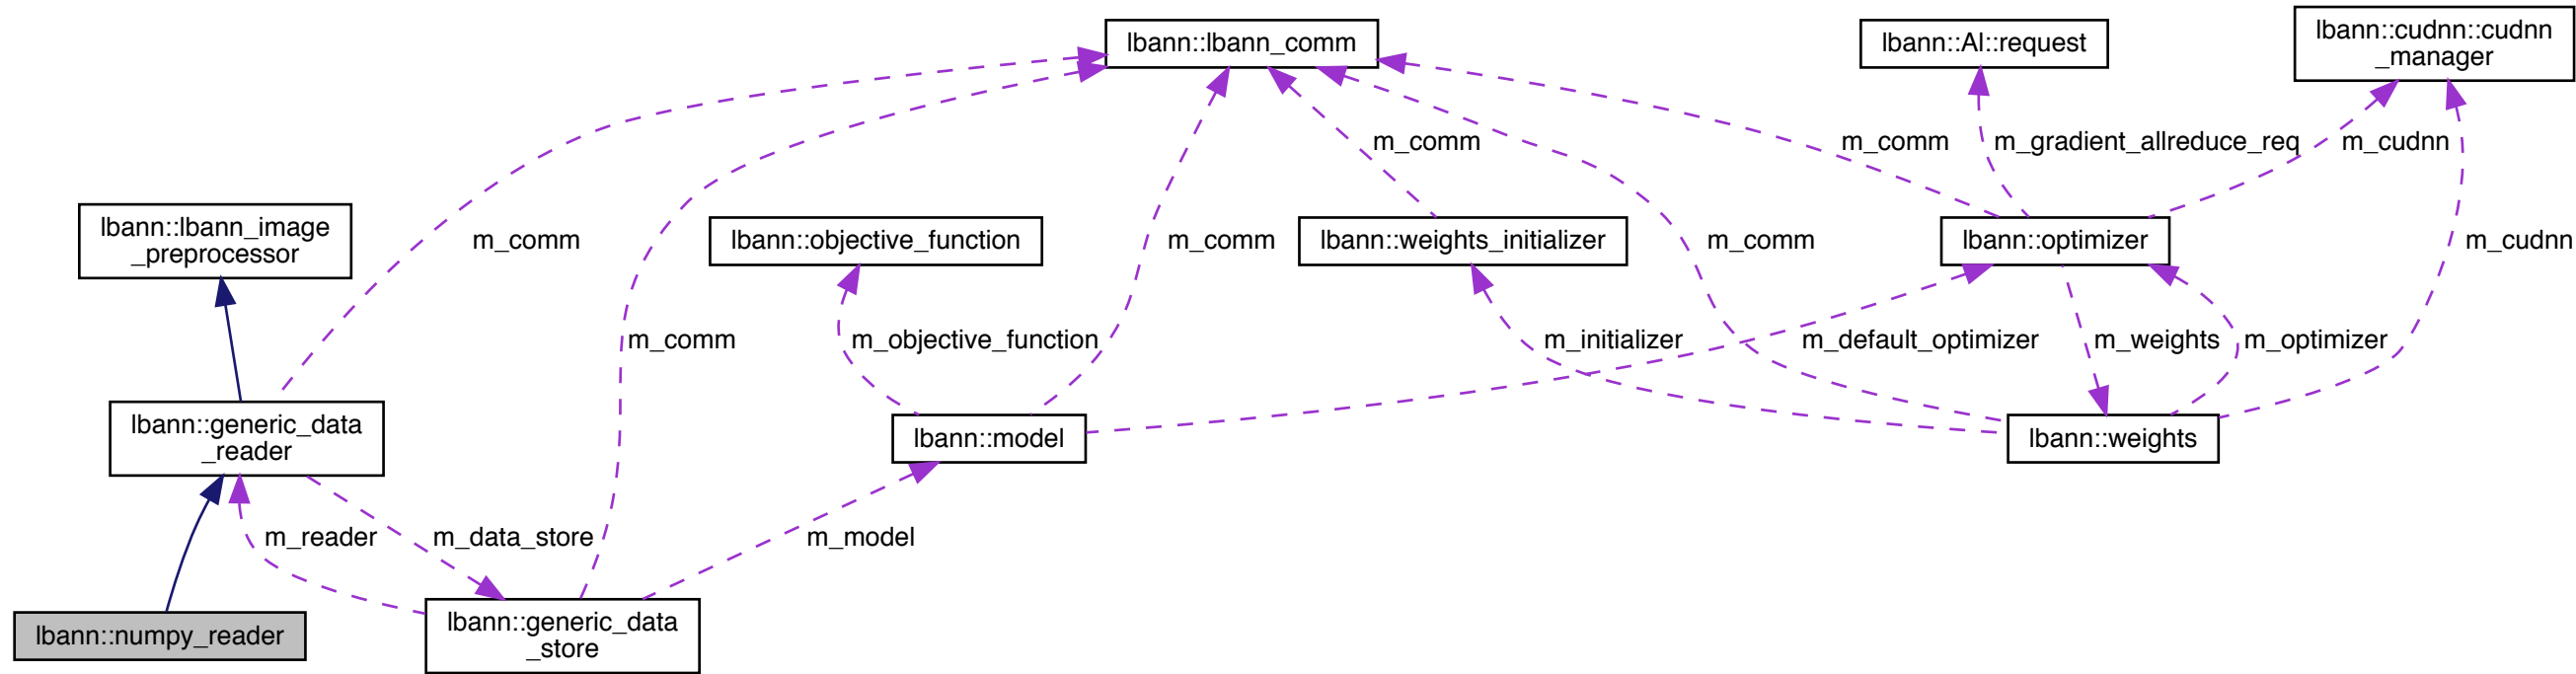 lbann::lbann_comm
lbann::Al::request
lbann::cudnn::cudnn
_manager
m_comm
m_comm
m_gradient_allreduce_req
m_cudnn
lbann::lbann_image
_preprocessor
m_comm
lbann::objective_function
m_comm
lbann::weights_initializer
m_comm
lbann::optimizer
m_cudnn
m_comm
m_objective_function
m_initializer
m_default_optimizer
m_weights
m_optimizer
lbann::generic_data
_reader
lbann::model
lbann::weights
m_reader
m_data_store
m_model
lbann::numpy_reader
lbann::generic_data
_store